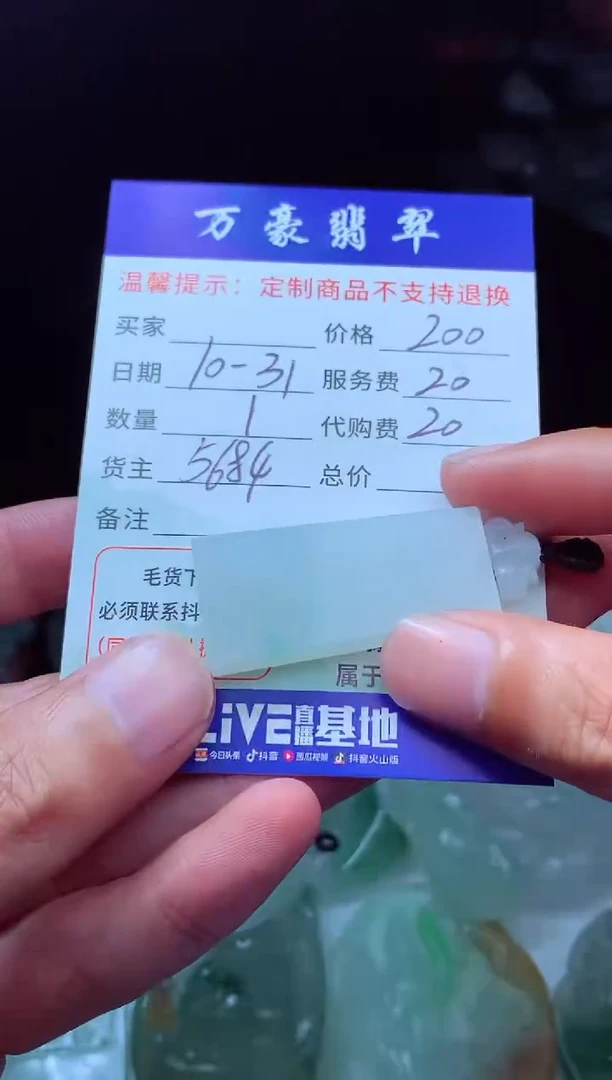 万豪翡翠
温馨提示：定制商品不支持退换
买家 价格 200
日期 10-31 服务费 20
数量 1 代购费 20
货主 5684 总价
备注
毛货下
必须联系抖
属于
LiVE直播基地
今日头条 抖音 西瓜视频 抖音火山版